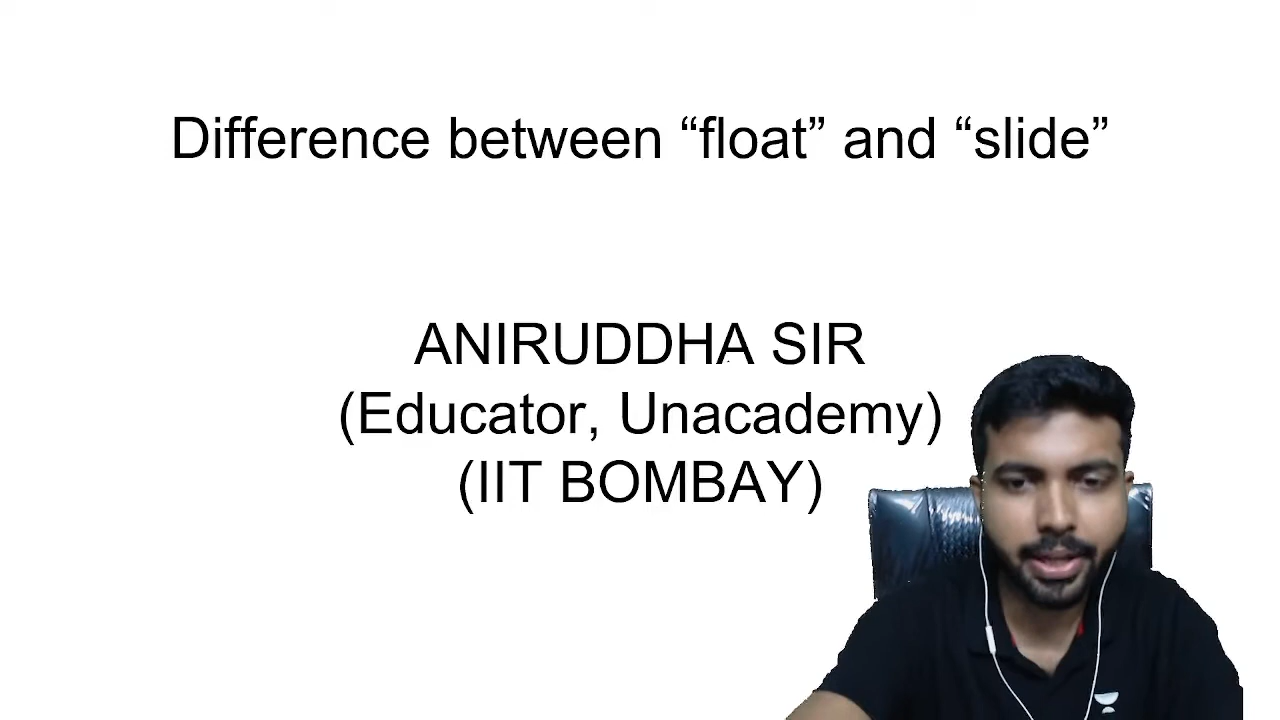 Difference between “float” and “slide”
ANIRUDDHA SIR
(Educator, Unacademy)
(IIT BOMBAY)